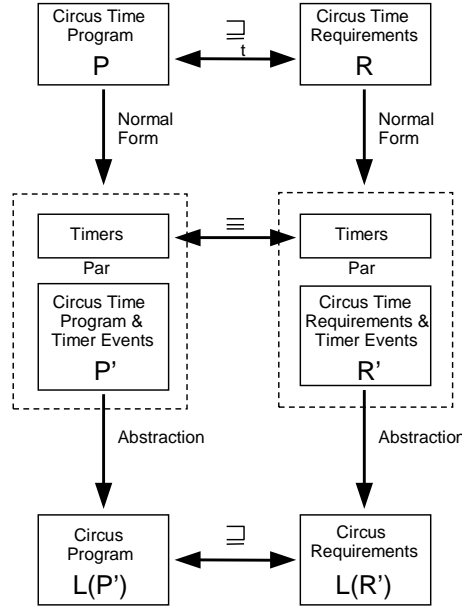 Circus Time
Program
P
⊒
t
Circus Time
Requirements
R
Normal
Form
Normal
Form
Timers
≡
Timers
Par
Par
Circus Time
Program &
Timer Events
P'
Circus Time
Requirements &
Timer Events
R'
Abstraction
Abstraction
Circus
Program
L(P')
⊒
Circus
Requirements
L(R')